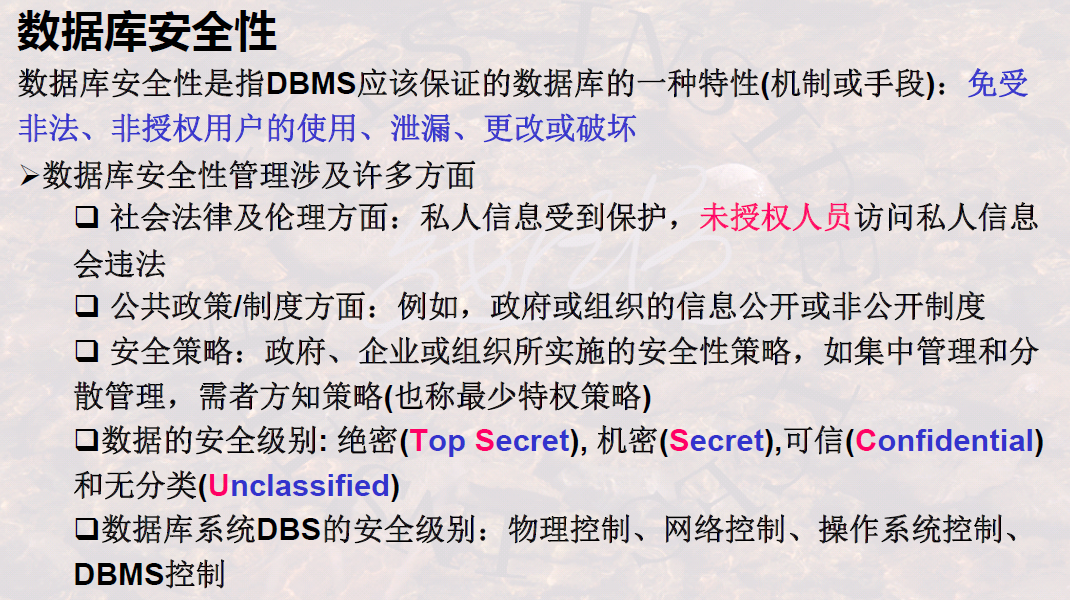 数据库安全性
数据库安全性是指DBMS应该保证的数据库的一种特性(机制或手段)：免受
非法、非授权用户的使用、泄漏、更改或破坏
➢数据库安全性管理涉及许多方面
❑ 社会法律及伦理方面：私人信息受到保护，未授权人员访问私人信息
会违法
❑ 公共政策/制度方面：例如，政府或组织的信息公开或非公开制度
❑ 安全策略：政府、企业或组织所实施的安全性策略，如集中管理和分
散管理，需者方知策略(也称最少特权策略)
❑数据的安全级别: 绝密(Top Secret), 机密(Secret),可信(Confidential)
和无分类(Unclassified)
❑数据库系统DBS的安全级别：物理控制、网络控制、操作系统控制、
DBMS控制